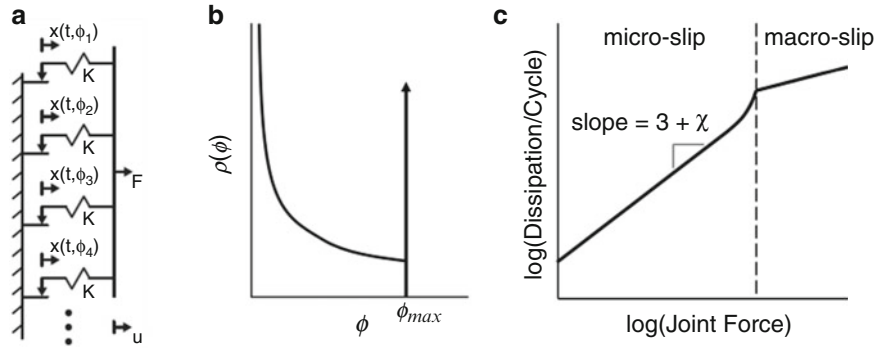 a
x(t,ϕ₁)
K
x(t,ϕ₂)
K
x(t,ϕ₃)
K
x(t,ϕ₄)
K
F
u
b
ρ(ϕ)
ϕ
ϕmax
c
micro-slip
macro-slip
slope = 3 + χ
log(Dissipation/Cycle)
log(Joint Force)